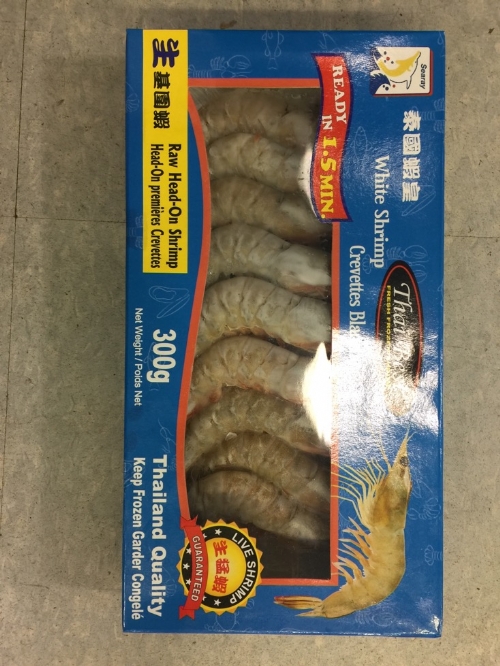 Searay
泰國蝦皇
White Shrimp
Crevettes
READY
IN 1.5 MIN.
生 基圍蝦
Raw Head-On Shrimp
Head-On premières Crevettes
FRESH
300g
Net Weight / Poids Net
Thailand Quality
Keep Frozen Garder Congelé
LIVE SHRIMP
生猛蝦
GUARANTEED